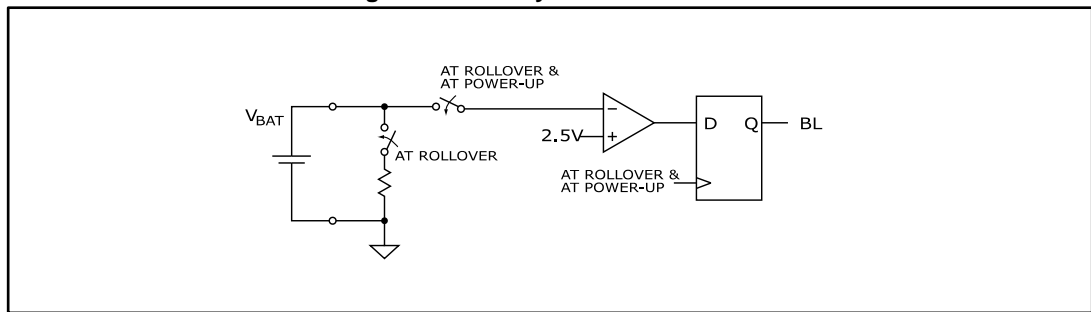 AT ROLLOVER &
AT POWER-UP
VBAT
2.5V
−
+
D Q
BL
AT ROLLOVER
AT ROLLOVER &
AT POWER-UP